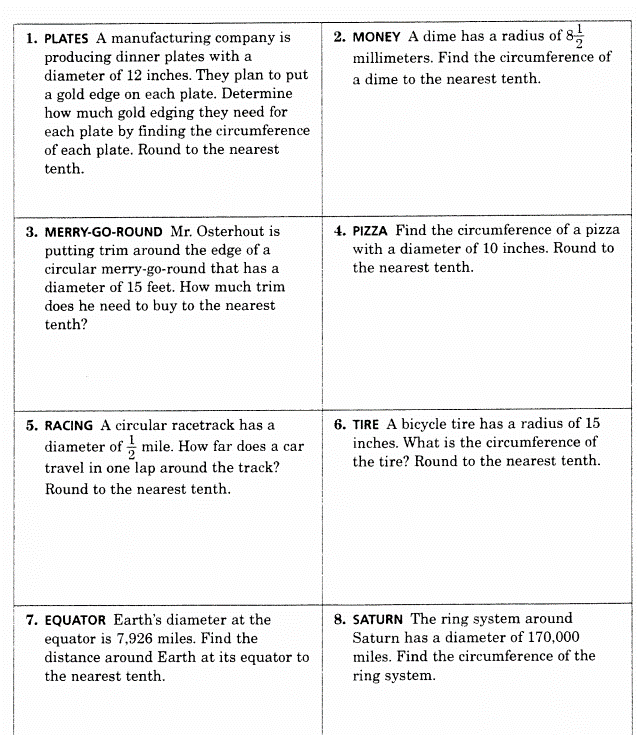 1. PLATES A manufacturing company is
producing dinner plates with a
diameter of 12 inches. They plan to put
a gold edge on each plate. Determine
how much gold edging they need for
each plate by finding the circumference
of each plate. Round to the nearest
tenth.
2. MONEY A dime has a radius of 8 1/2
millimeters. Find the circumference of
a dime to the nearest tenth.
3. MERRY-GO-ROUND Mr. Osterhout is
putting trim around the edge of a
circular merry-go-round that has a
diameter of 15 feet. How much trim
does he need to buy to the nearest
tenth?
4. PIZZA Find the circumference of a pizza
with a diameter of 10 inches. Round to
the nearest tenth.
5. RACING A circular racetrack has a
diameter of 1/2 mile. How far does a car
travel in one lap around the track?
Round to the nearest tenth.
6. TIRE A bicycle tire has a radius of 15
inches. What is the circumference of
the tire? Round to the nearest tenth.
7. EQUATOR Earth's diameter at the
equator is 7,926 miles. Find the
distance around Earth at its equator to
the nearest tenth.
8. SATURN The ring system around
Saturn has a diameter of 170,000
miles. Find the circumference of the
ring system.